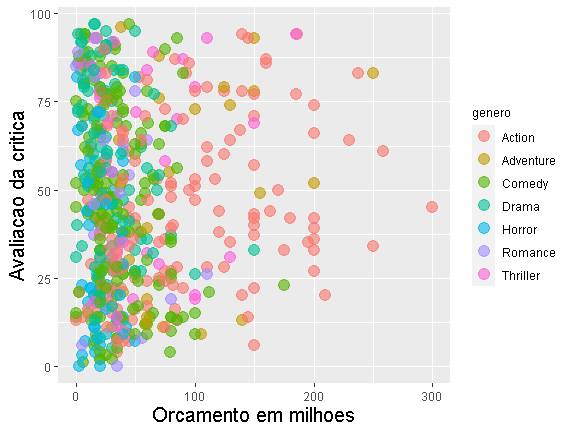 100
75
50
25
0
Avaliacao da critica
0 100 200 300
Orcamento em milhoes
genero
Action
Adventure
Comedy
Drama
Horror
Romance
Thriller